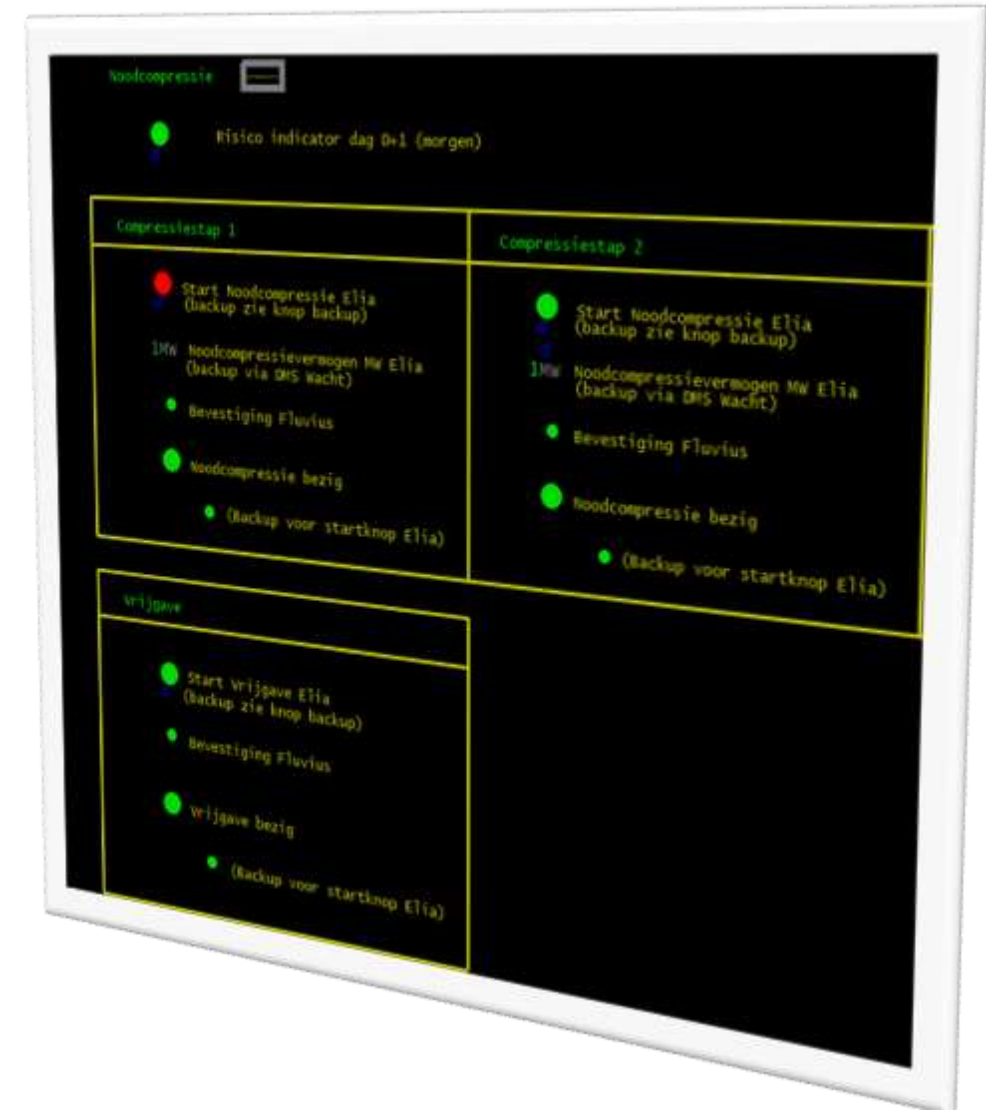 Noodcompressie
Risico indicator dag D+1 (morgen)
Compressiestap 1
Start Noodcompressie Elia
(backup zie knop backup)
1MW Noodcompressievermogen MW Elia
(backup via DMS Wacht)
Bevestiging Fluvius
Noodcompressie bezig
(Backup voor startknop Elia)
Compressiestap 2
Start Noodcompressie Elia
(backup zie knop backup)
1MW Noodcompressievermogen MW Elia
(backup via DMS Wacht)
Bevestiging Fluvius
Noodcompressie bezig
(Backup voor startknop Elia)
Vrijgave
Start Vrijgave Elia
(backup zie knop backup)
Bevestiging Fluvius
Vrijgave bezig
(Backup voor startknop Elia)